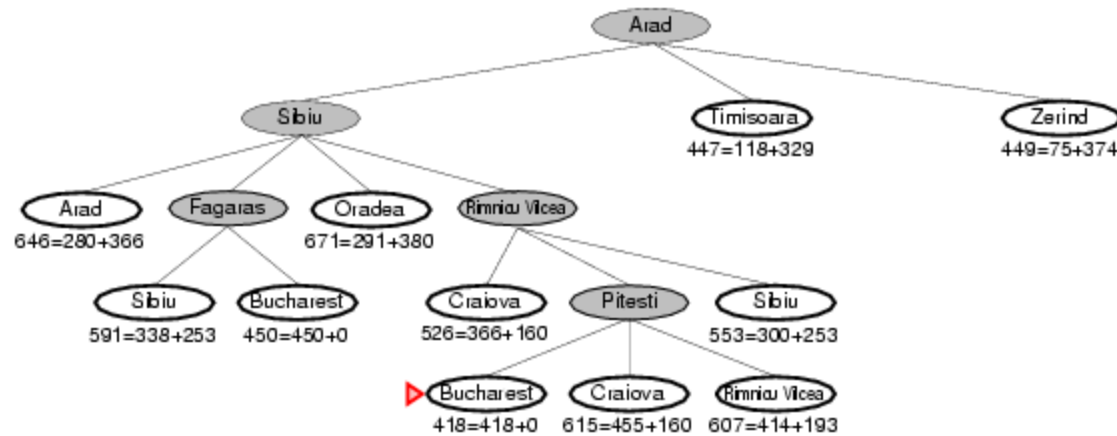 Arad
Sibiu
Timisoara
Zerind
447=118+329
449=75+374
Arad
Fagaras
Oradea
Rimnicu Vilcea
646=280+366
671=291+380
Sibiu
Bucharest
Craiova
Pitesti
Sibiu
591=338+253
450=450+0
526=366+160
553=300+253
Bucharest
Craiova
Rimnicu Vilcea
418=418+0
615=455+160
607=414+193